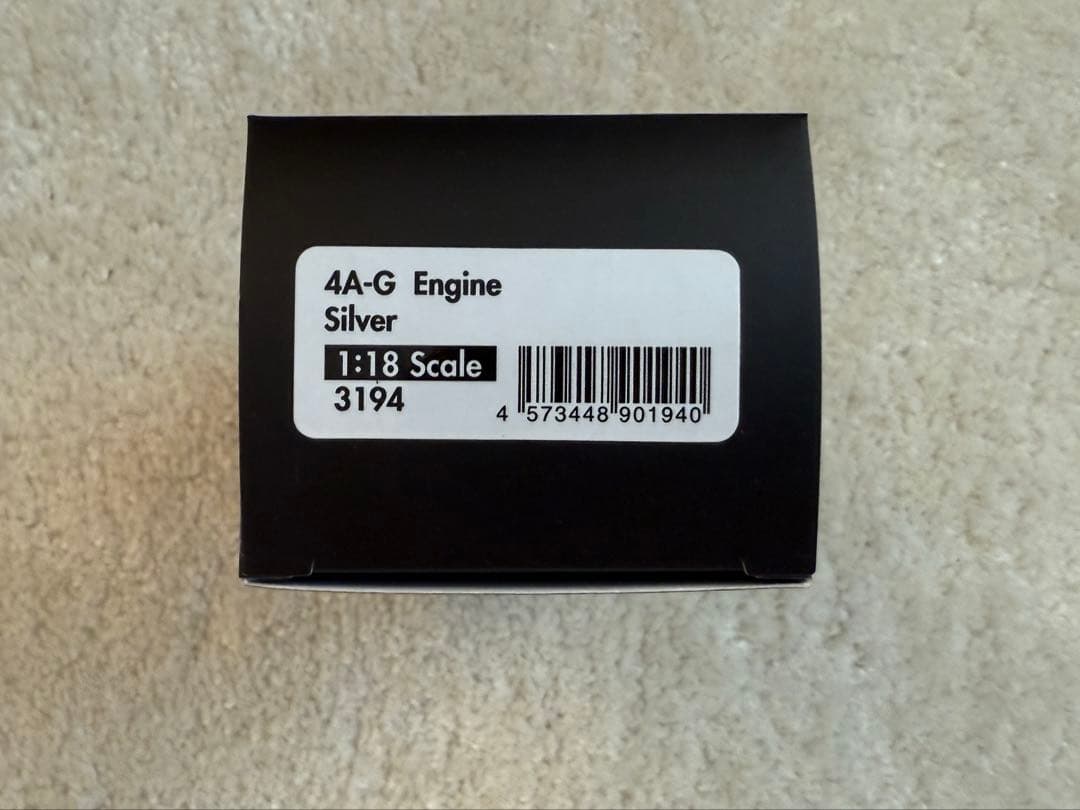 4A-G Engine
Silver
1:18 Scale
3194
4 573448 901940